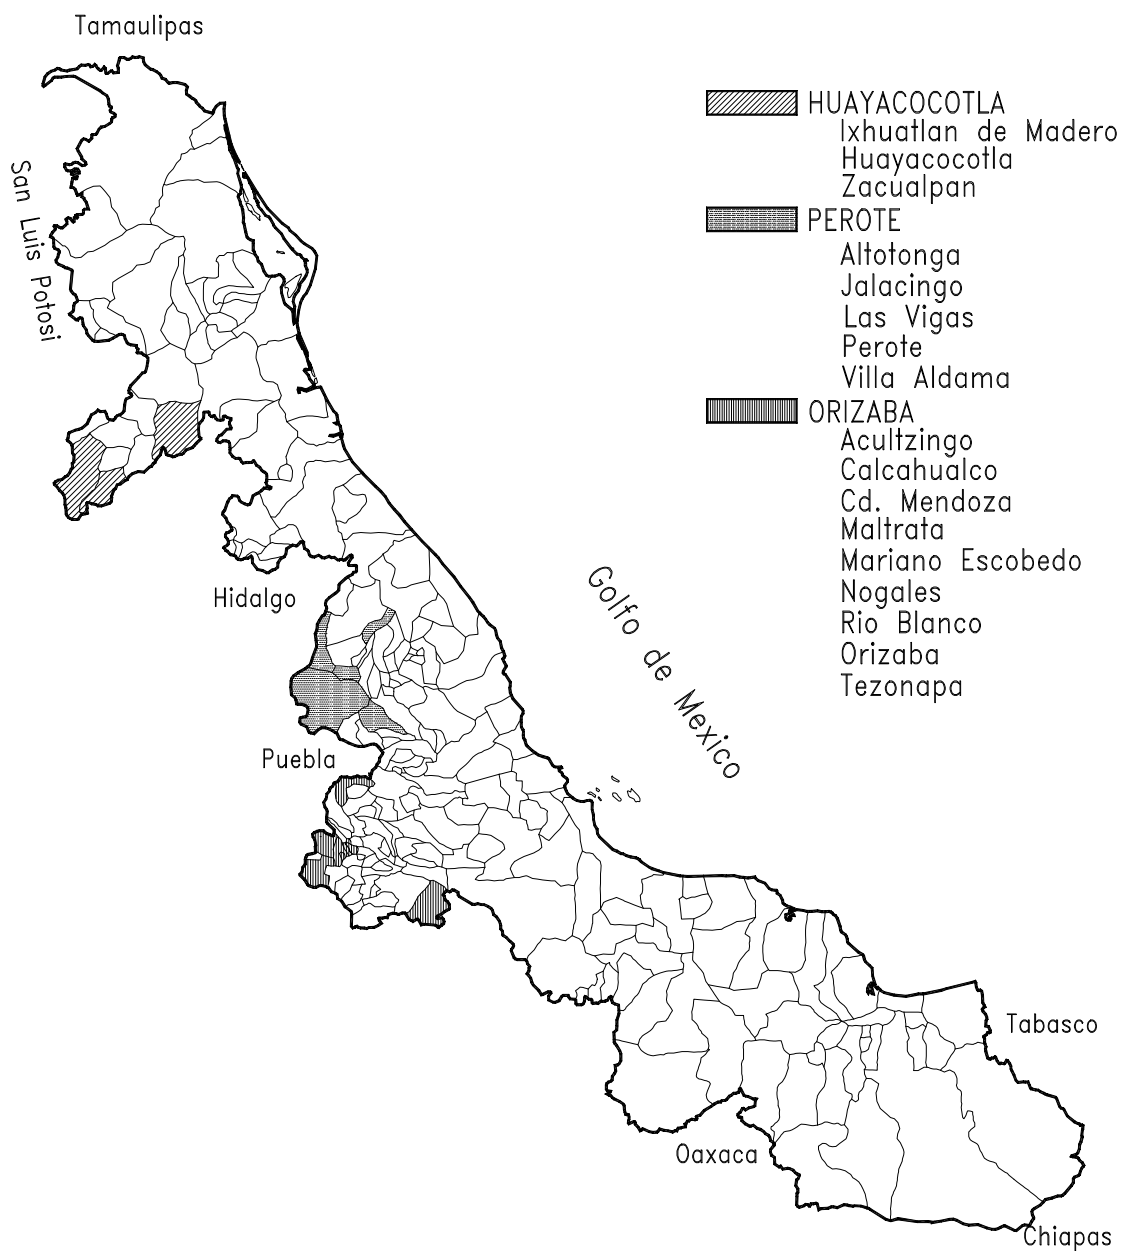 Tamaulipas
San Luis Potosi
HUAYACOCOTLA
Ixhuatlan de Madero
Huayacocotla
Zacualpan
PEROTE
Altotonga
Jalacingo
Las Vigas
Perote
Villa Aldama
ORIZABA
Acultzingo
Calcahualco
Cd. Mendoza
Maltrata
Mariano Escobedo
Nogales
Rio Blanco
Orizaba
Tezonapa
Hidalgo
Golfo de Mexico
Puebla
Tabasco
Oaxaca
Chiapas